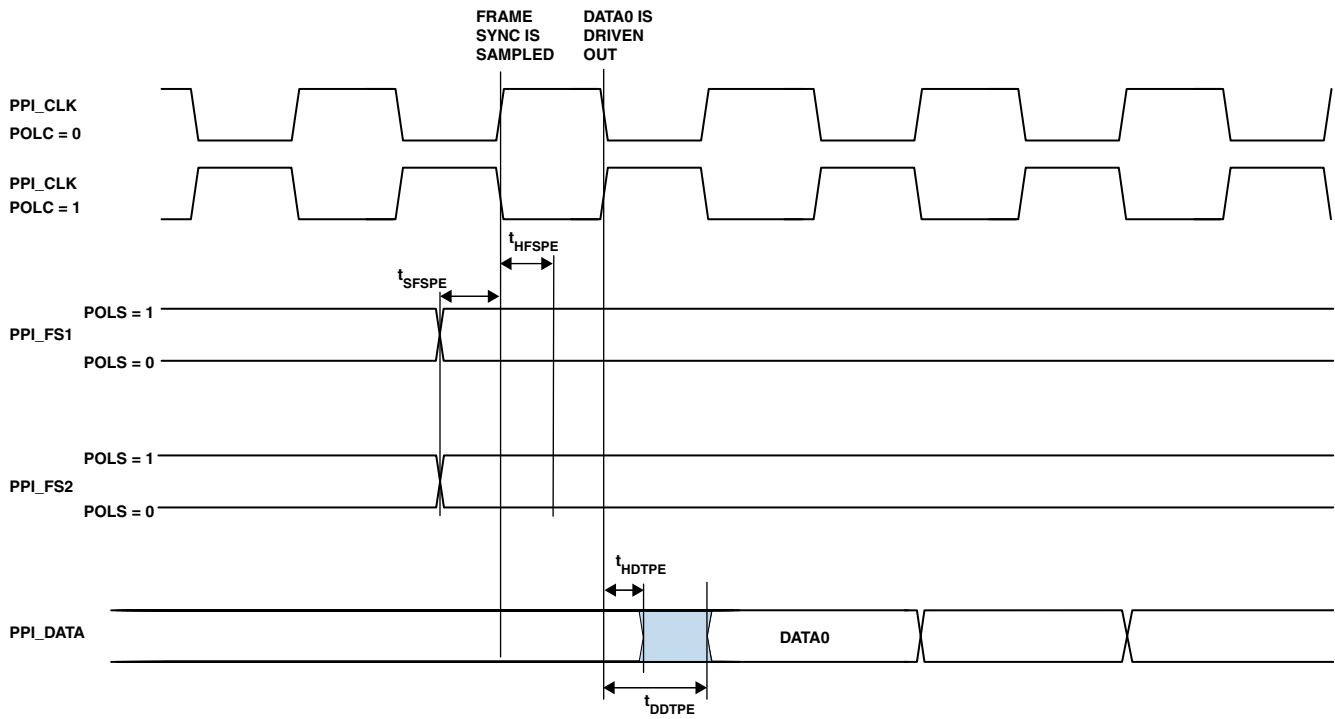 FRAME
SYNC IS
SAMPLED
DATA0 IS
DRIVEN
OUT
PPI_CLK
POLC = 0
PPI_CLK
POLC = 1
tHFSPE
tSFSPE
POLS = 1
PPI_FS1
POLS = 0
POLS = 1
PPI_FS2
POLS = 0
tHDTPE
PPI_DATA
DATA0
tDDTPE